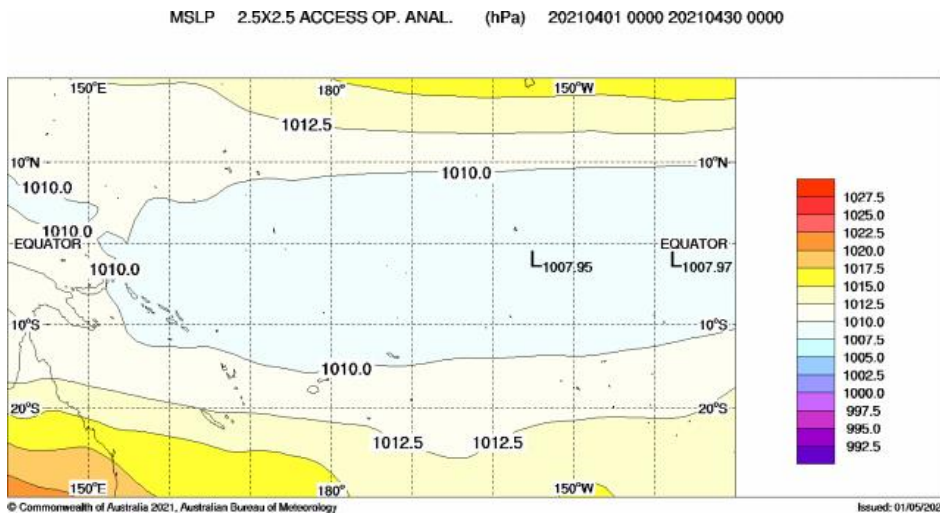 MSLP 2.5X2.5 ACCESS OP. ANAL. (hPa) 20210401 0000 20210430 0000
150°E 180° 150°W
1012.5
10°N 10°N
1010.0
1010.0
1010.0
EQUATOR EQUATOR
L1007.95 L1007.97
1010.0
10°S 10°S
1010.0
20°S 20°S
1012.5 1012.5
150°E 180° 150°W
1027.5
1025.0
1022.5
1020.0
1017.5
1015.0
1012.5
1010.0
1007.5
1005.0
1002.5
1000.0
997.5
995.0
992.5
© Commonwealth of Australia 2021, Australian Bureau of Meteorology
Issued: 01/05/202